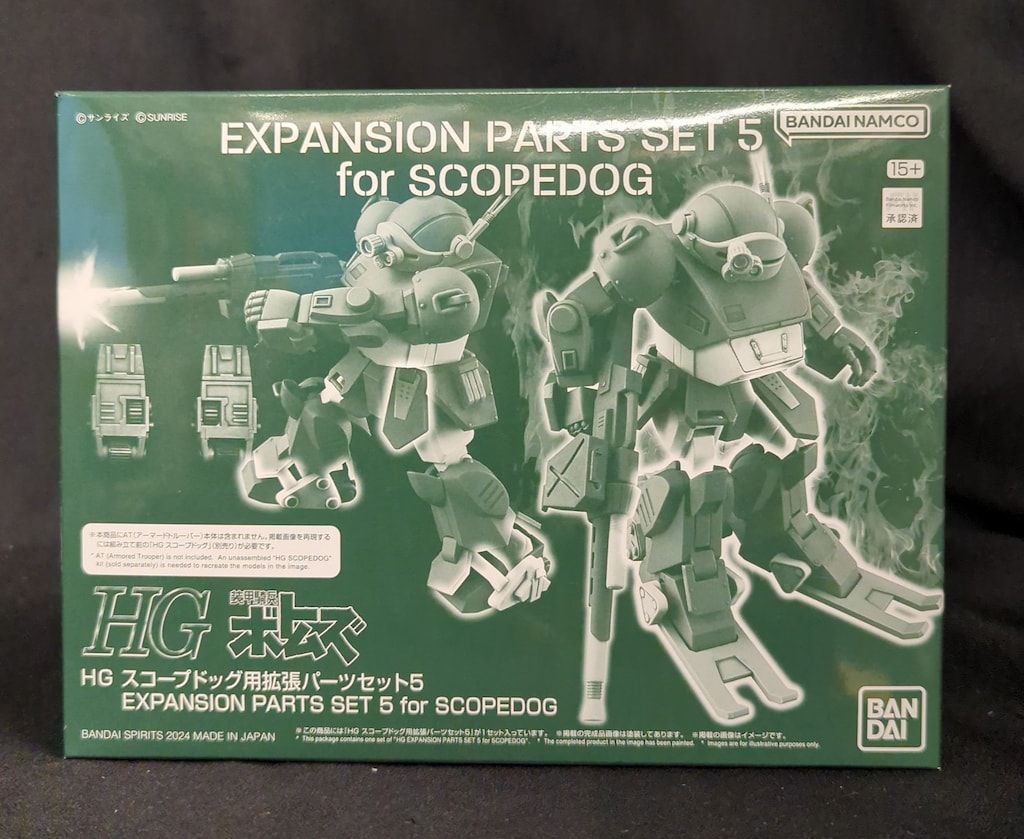 ©サンライズ ©SUNRISE
EXPANSION PARTS SET 5
for SCOPEDOG
BANDAI NAMCO
15+
Bandai Namco
Filmworks Inc.
承認済
※本商品にAT(アーマードトルーパー)本体は含まれません。掲載画像を再現する
には組み立て前の「HG スコープドッグ」(別売り)が必要です。
* AT (Armored Trooper) is not included. An unassembled "HG SCOPEDOG"
kit (sold separately) is needed to recreate the models in the image.
HG
装甲騎兵
ボトムズ
HG スコープドッグ用拡張パーツセット5
EXPANSION PARTS SET 5 for SCOPEDOG
BANDAI SPIRITS 2024 MADE IN JAPAN
※この商品には「HG スコープドッグ用拡張パーツセット5」が1セット入っています。 ※掲載の完成品画像は塗装してあります。 ※掲載の画像はイメージです。
* This package contains one set of "HG EXPANSION PARTS SET 5 for SCOPEDOG". * The completed product in the image has been painted. * Images are for illustrative purposes only.
BAN
DAI